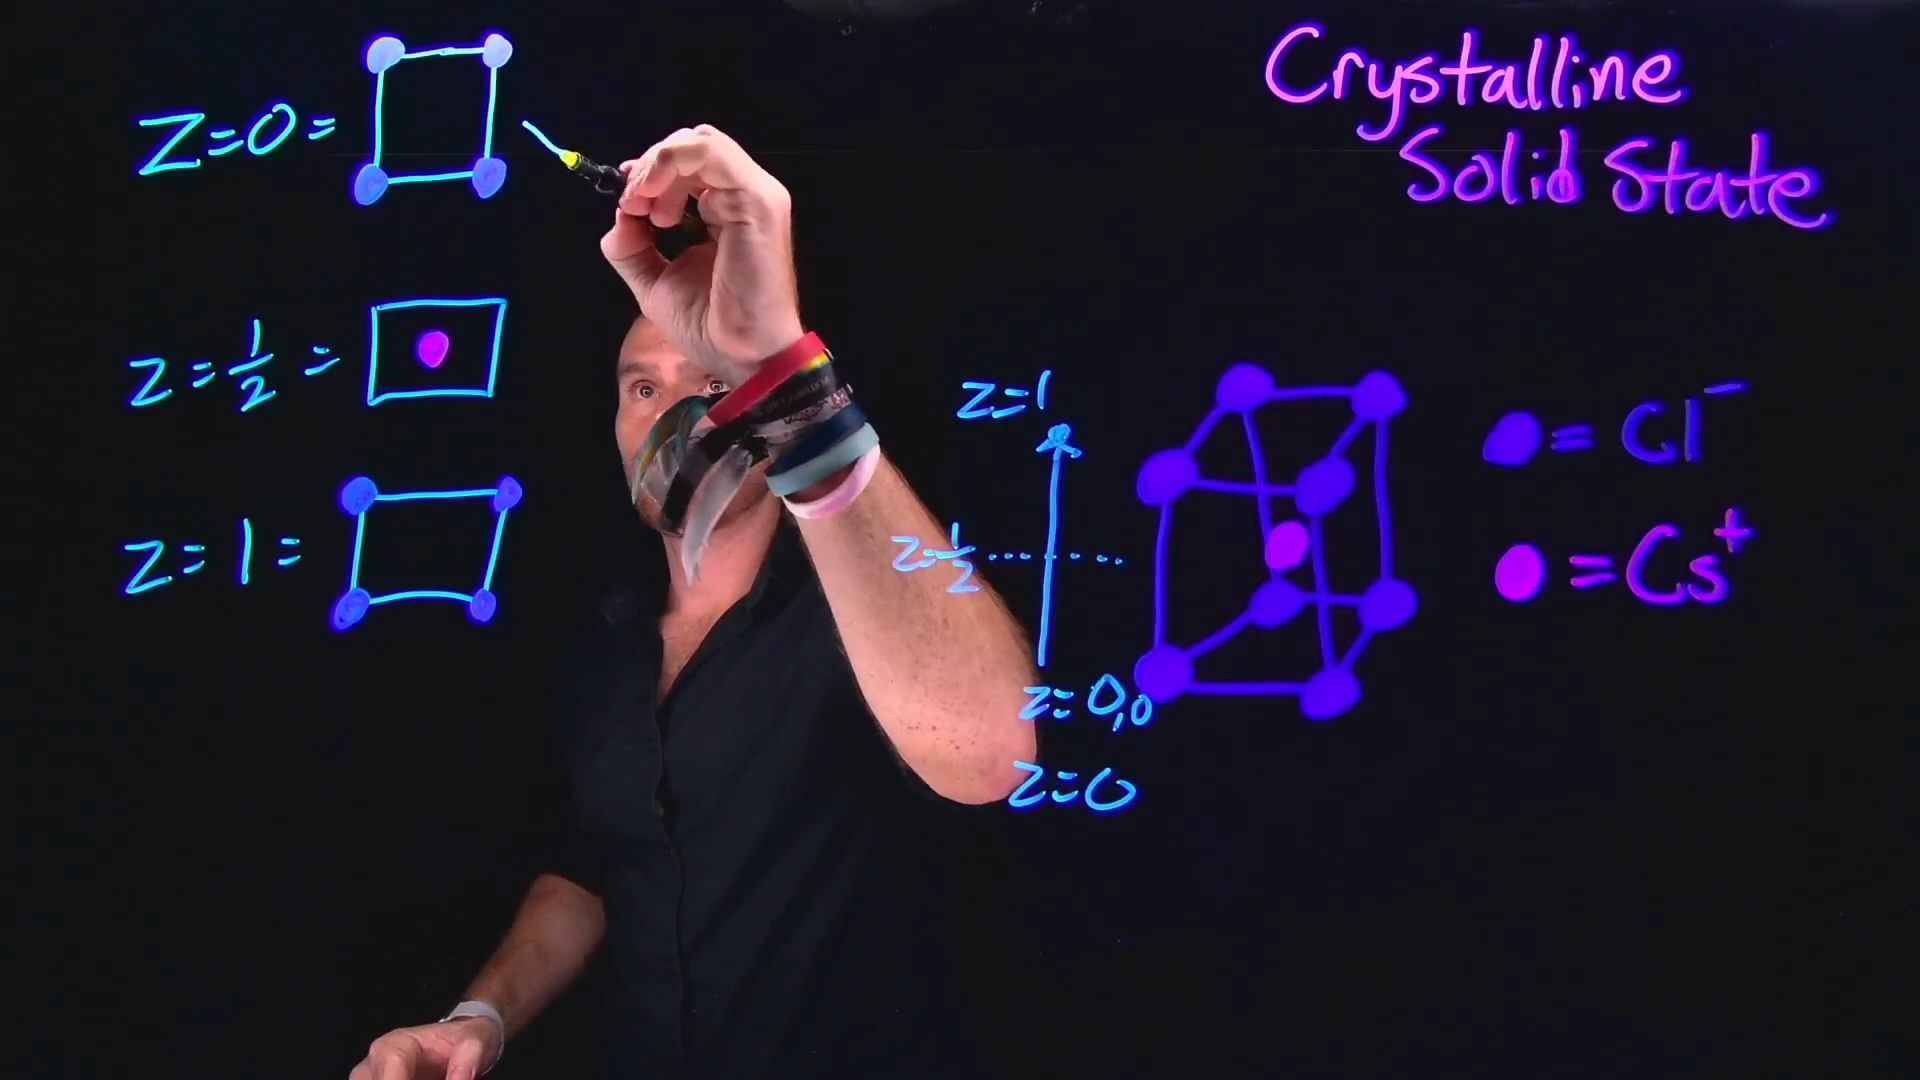 Crystalline
Solid State
Z=0=
Z=1/2=
Z=1=
Z=1
Z=1/2
Z=0,0
Z=0
= Cl⁻
= Cs⁺